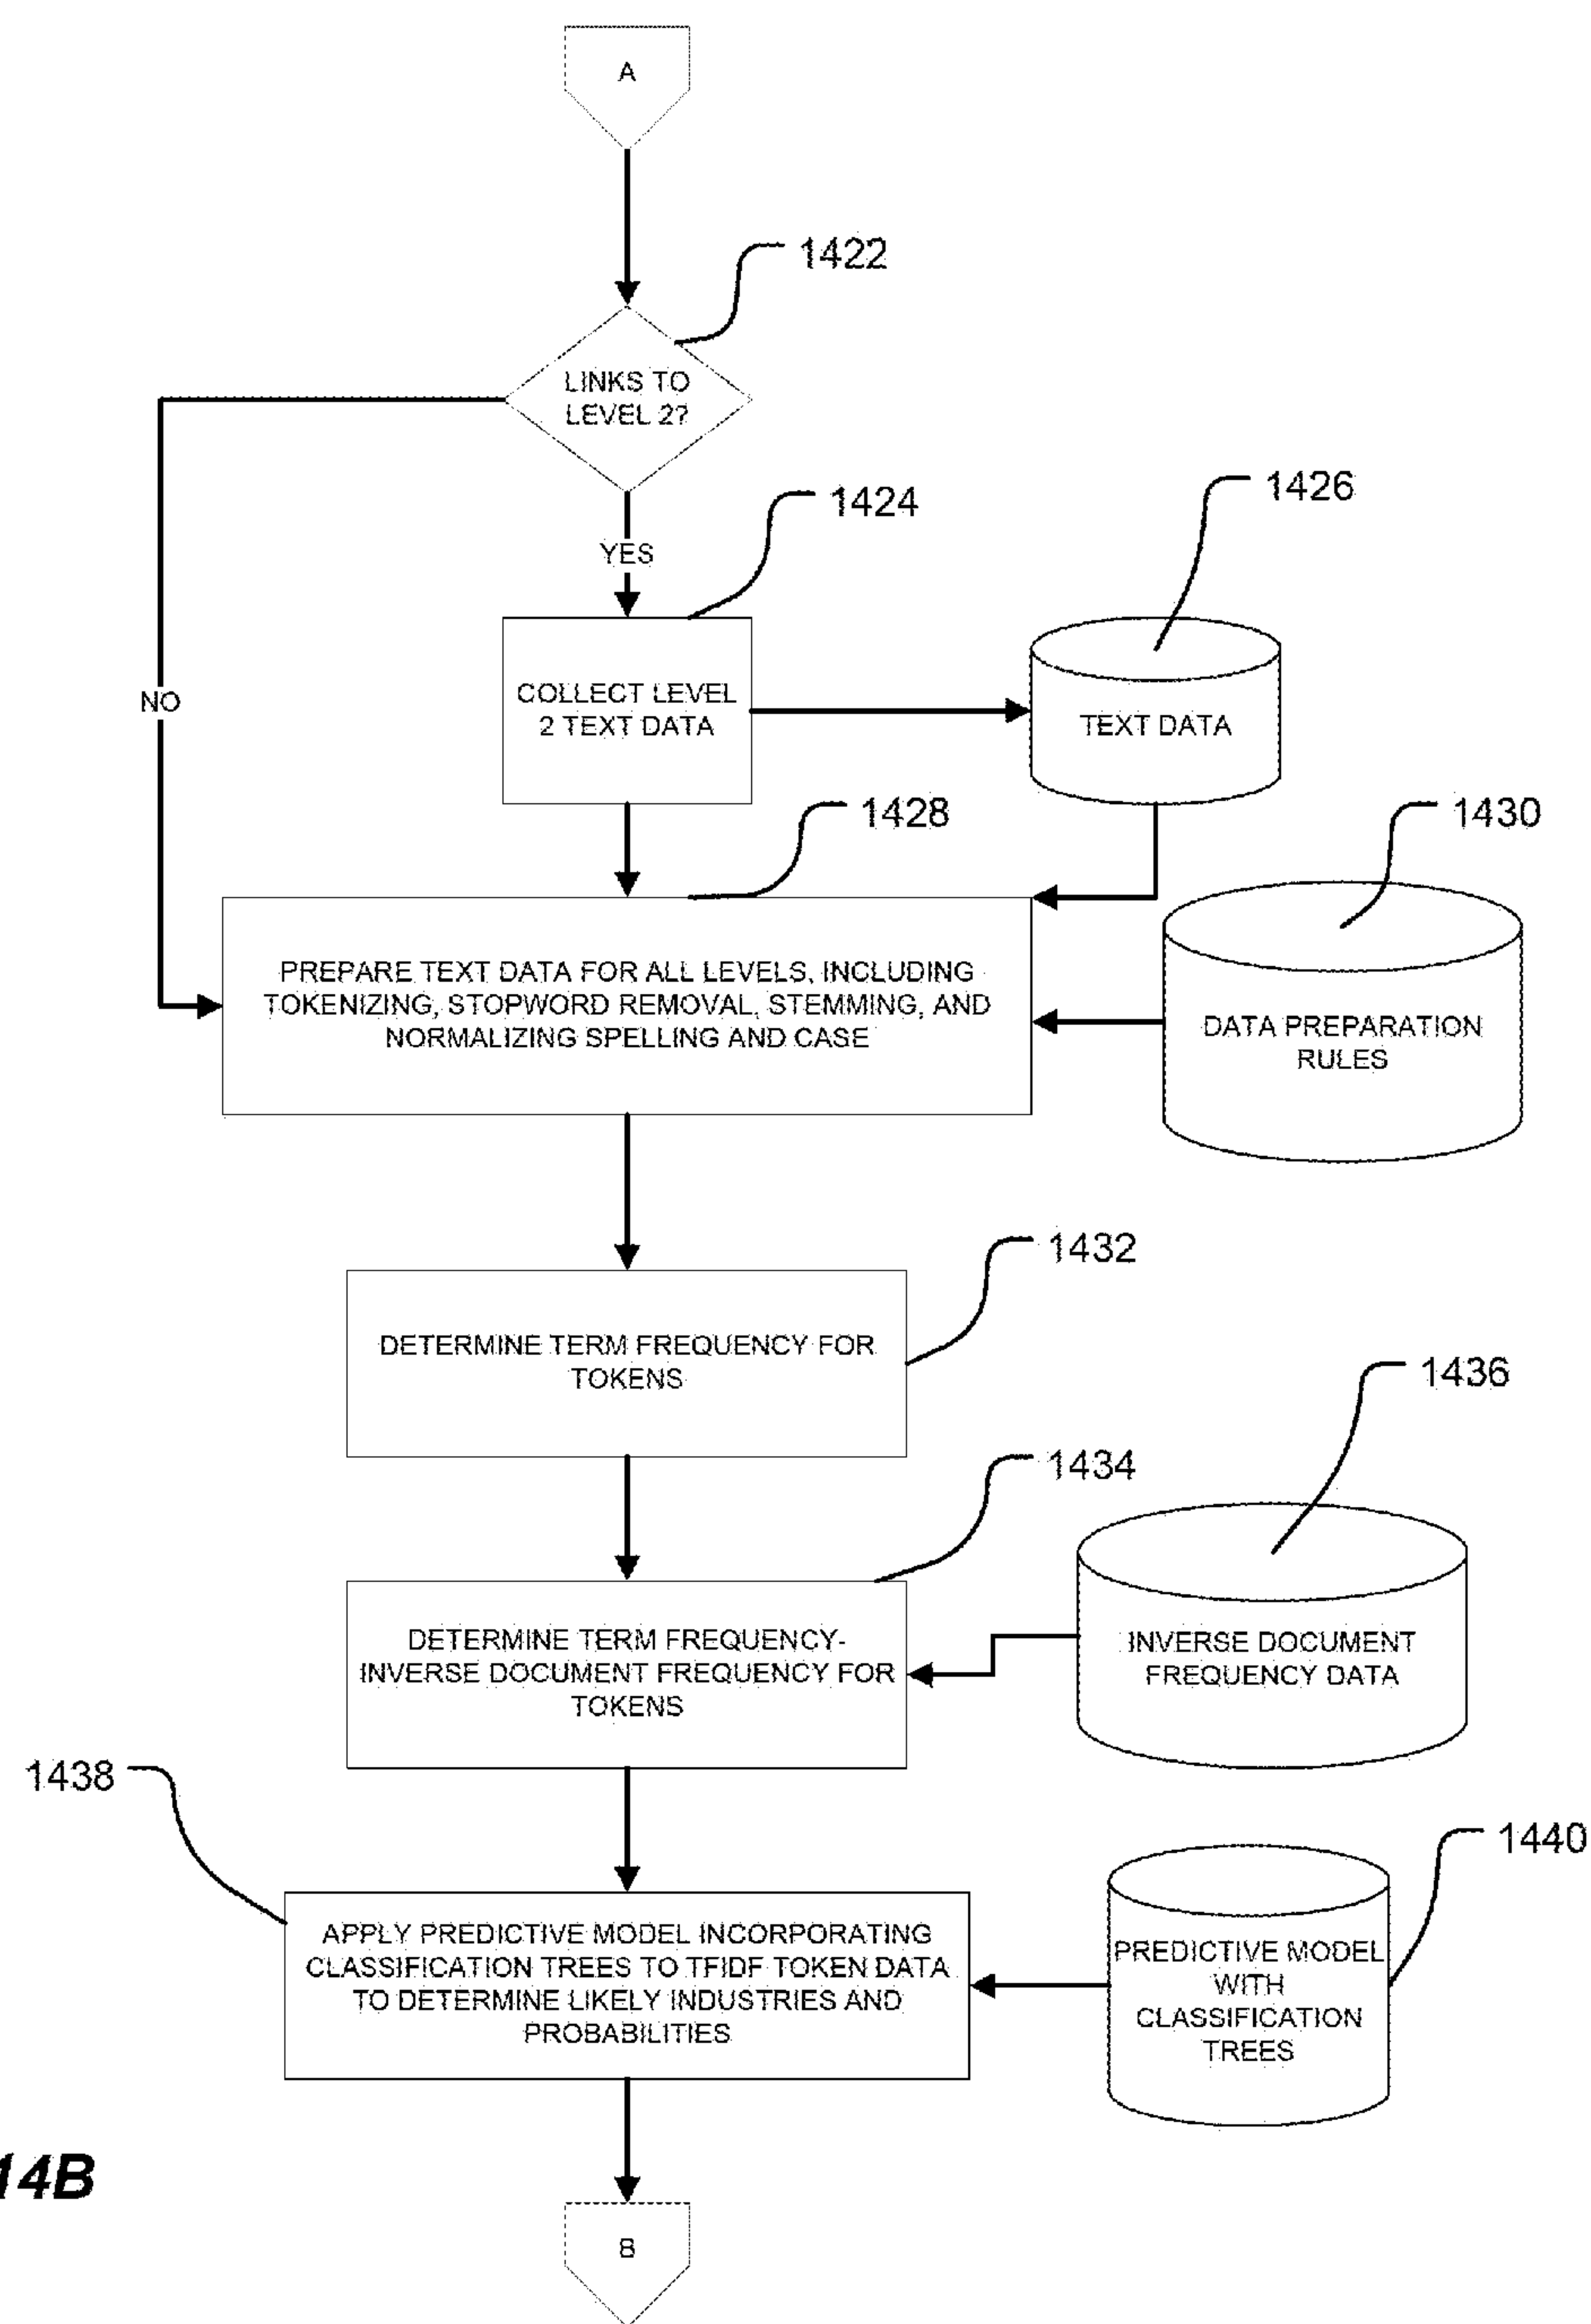 A
1422
LINKS TO
LEVEL 2?
1424
1426
YES
COLLECT LEVEL
2 TEXT DATA
TEXT DATA
NO
1428
1430
PREPARE TEXT DATA FOR ALL LEVELS, INCLUDING
TOKENIZING, STOPWORD REMOVAL, STEMMING, AND
NORMALIZING SPELLING AND CASE
DATA PREPARATION
RULES
1432
DETERMINE TERM FREQUENCY FOR
TOKENS
1436
1434
DETERMINE TERM FREQUENCY-
INVERSE DOCUMENT FREQUENCY FOR
TOKENS
INVERSE DOCUMENT
FREQUENCY DATA
1438
1440
APPLY PREDICTIVE MODEL INCORPORATING
CLASSIFICATION TREES TO TFIDF TOKEN DATA
TO DETERMINE LIKELY INDUSTRIES AND
PROBABILITIES
PREDICTIVE MODEL
WITH
CLASSIFICATION
TREES
14B
B